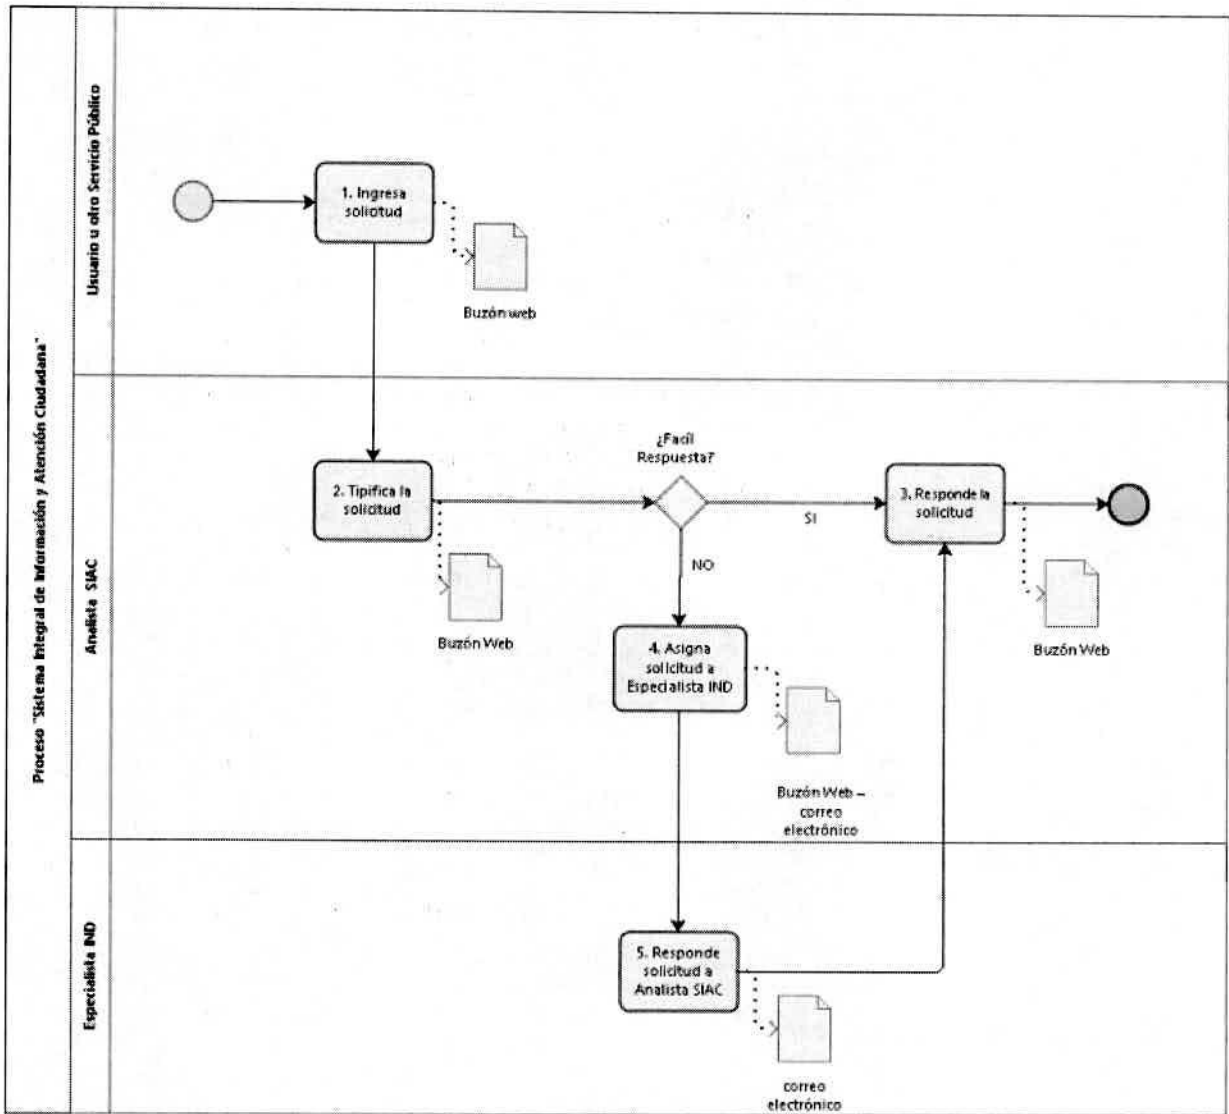 Proceso "Sistema Integral de Información y Atención Ciudadana"
Usuario u otro Servicio Público
1. Ingresa
solicitud
Buzón web
Analista SIAC
2. Tipifica la
solicitud
Buzón Web
¿Facil
Respuesta?
SI
NO
3. Responde la
solicitud
Buzón Web
4. Asigna
solicitud a
Especialista IND
Buzón Web –
correo
electrónico
Especialista IND
5. Responde
solicitud a
Analista SIAC
correo
electrónico